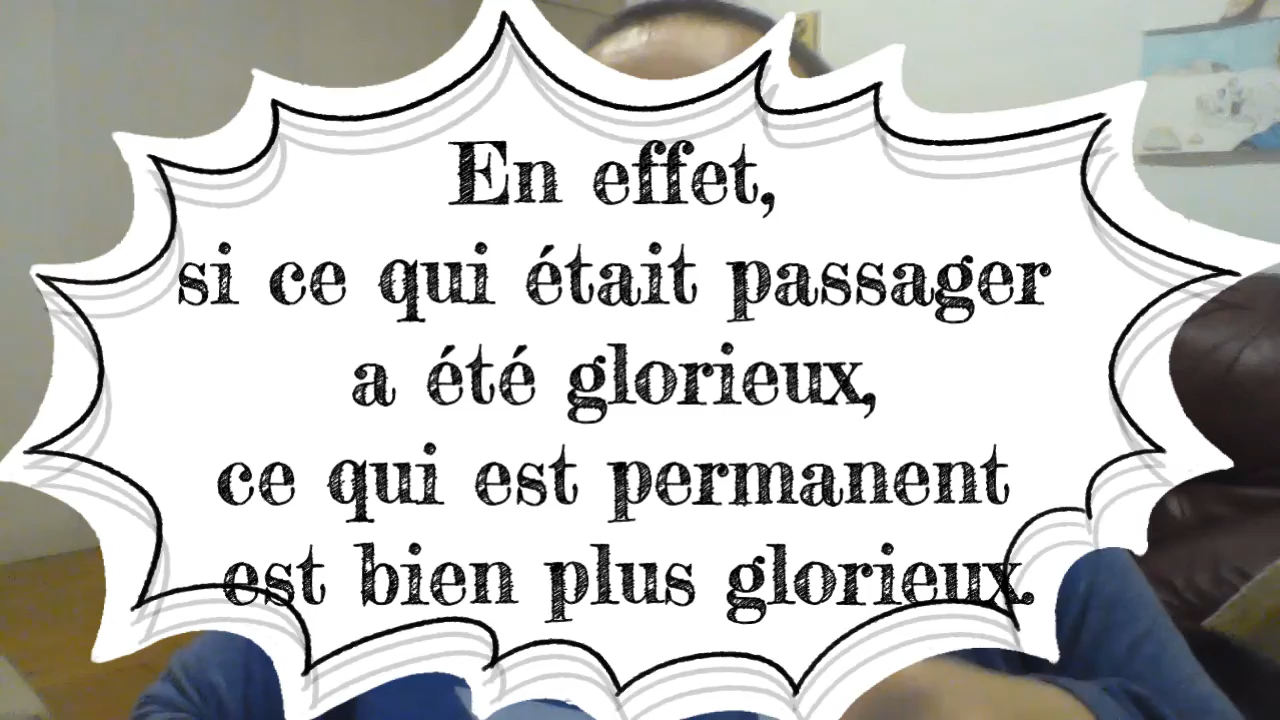 En effet,
si ce qui était passager
a été glorieux,
ce qui est permanent
est bien plus glorieux.